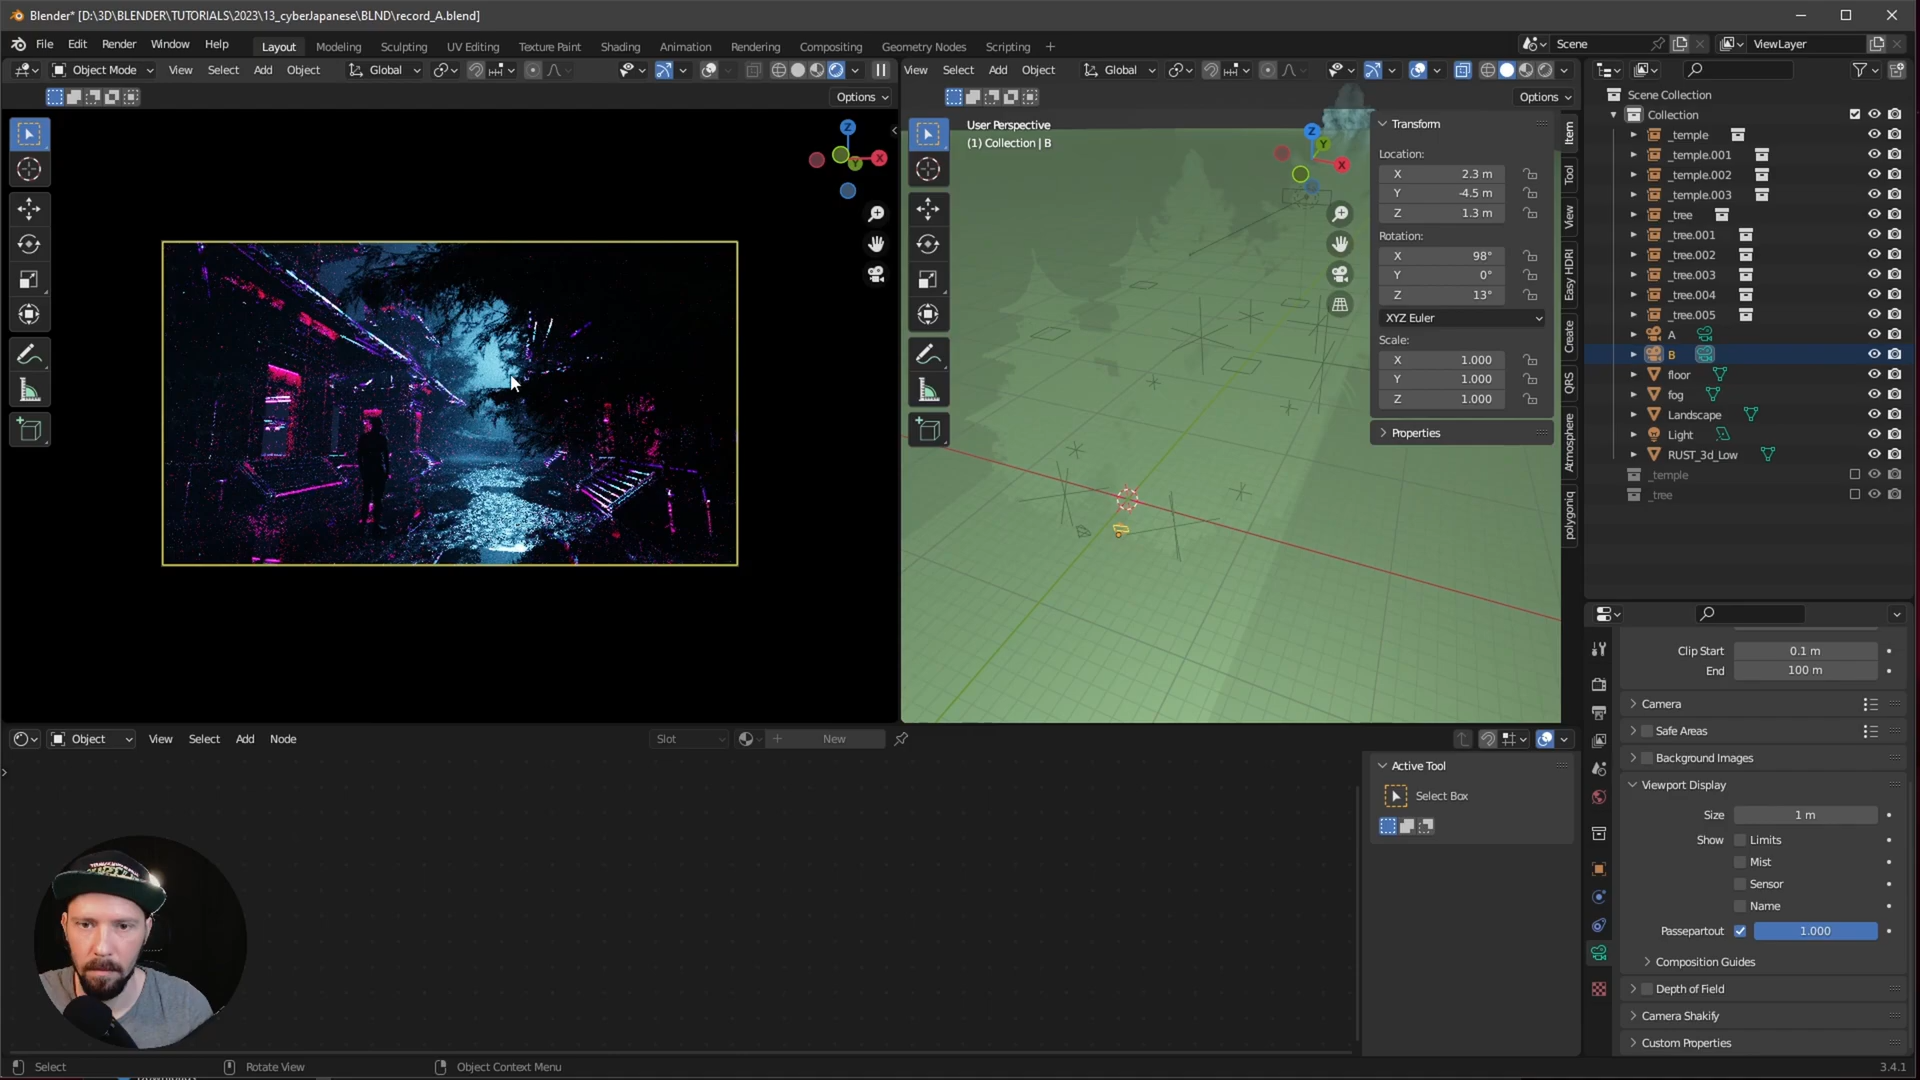 Blender* [D:\3D\BLENDER\TUTORIALS\2023\13_cyberJapanese\BLND\record_A.blend]
File Edit Render Window Help Layout Modeling Sculpting UV Editing Texture Paint Shading Animation Rendering Compositing Geometry Nodes Scripting + Scene ViewLayer
Object Mode View Select Add Object Global View Select Add Object Global
Options Options
User Perspective
(1) Collection | B
Z
Y
X
Z
Y
X
Transform
Location:
X 2.3 m
Y -4.5 m
Z 1.3 m
Rotation:
X 98°
Y 0°
Z 13°
XYZ Euler
Scale:
X 1.000
Y 1.000
Z 1.000
Properties
Item
Tool
View
Easy HDRI
Create
QRS
Atmosphere
polygoniq
Scene Collection
Collection
_temple
_temple.001
_temple.002
_temple.003
_tree
_tree.001
_tree.002
_tree.003
_tree.004
_tree.005
A
B
floor
fog
Landscape
Light
RUST_3d_Low
_temple
_tree
Clip Start 0.1 m
End 100 m
Camera
Safe Areas
Background Images
Viewport Display
Size 1 m
Show Limits
Mist
Sensor
Name
Passepartout 1.000
Composition Guides
Depth of Field
Camera Shakify
Custom Properties
Object View Select Add Node Slot New
Active Tool
Select Box
Select Rotate View Object Context Menu 3.4.1